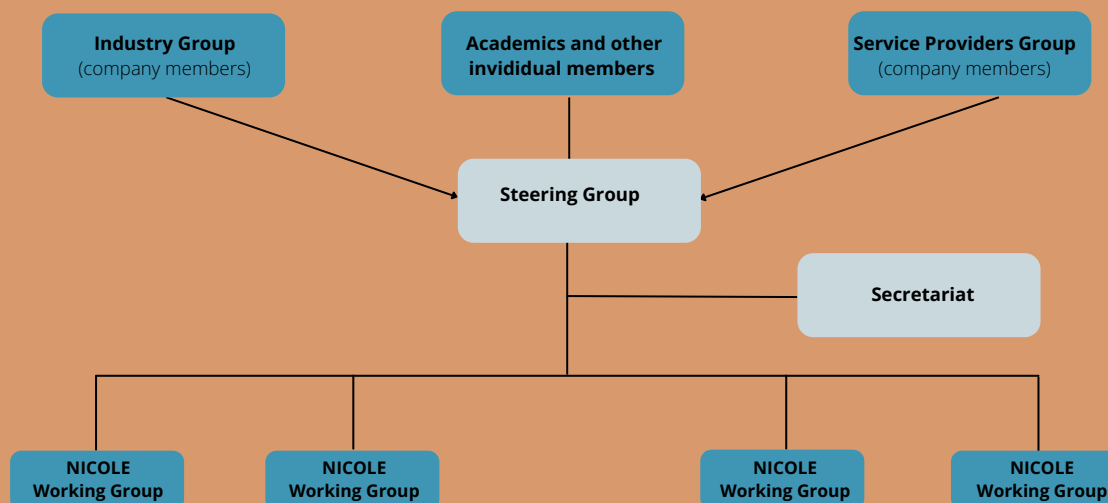 Industry Group
(company members)
Academics and other
invididual members
Service Providers Group
(company members)
Steering Group
Secretariat
NICOLE
Working Group
NICOLE
Working Group
NICOLE
Working Group
NICOLE
Working Group